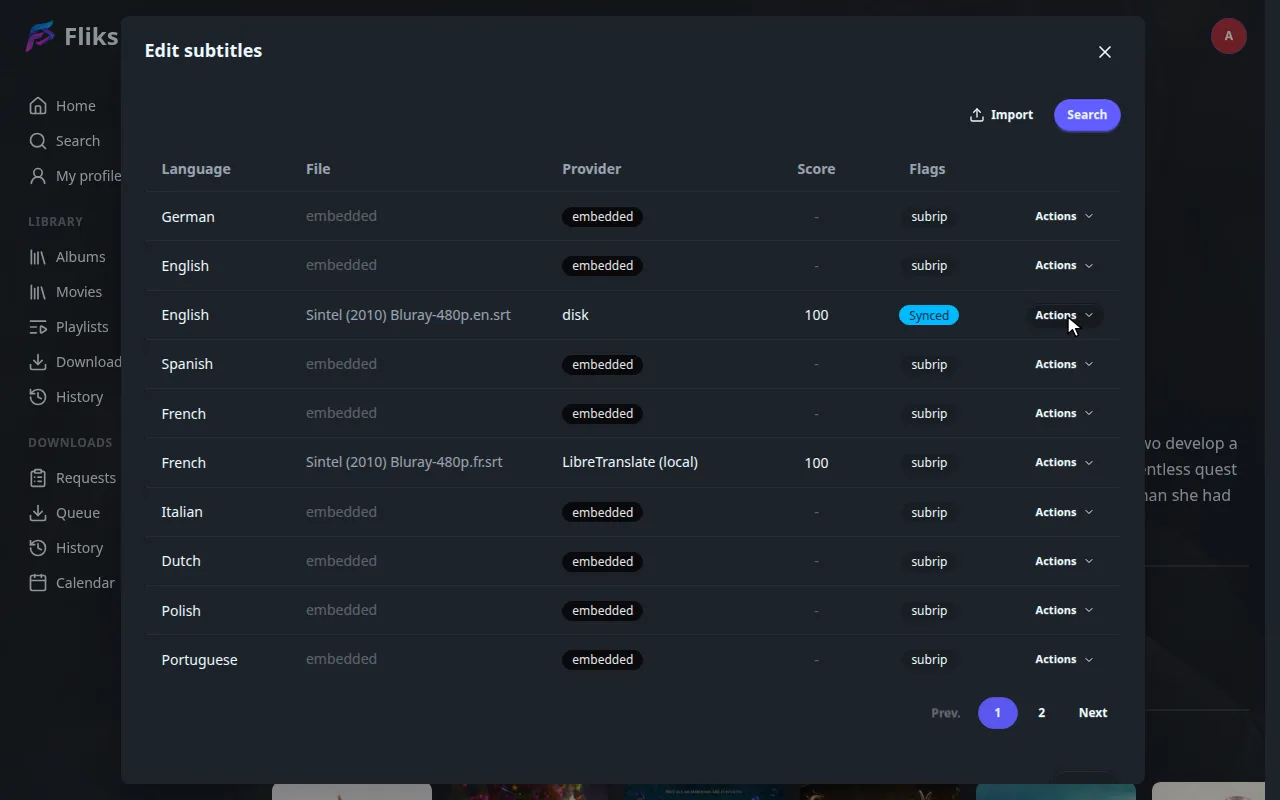 Fliks
Edit subtitles
A
Import
Search
Home
Search
My profile
LIBRARY
Albums
Movies
Playlists
Download
History
DOWNLOADS
Requests
Queue
History
Calendar
Language File Provider Score Flags
German embedded embedded - subrip Actions
English embedded embedded - subrip Actions
English Sintel (2010) Bluray-480p.en.srt disk 100 Synced Actions
Spanish embedded embedded - subrip Actions
French embedded embedded - subrip Actions
French Sintel (2010) Bluray-480p.fr.srt LibreTranslate (local) 100 subrip Actions
Italian embedded embedded - subrip Actions
Dutch embedded embedded - subrip Actions
Polish embedded embedded - subrip Actions
Portuguese embedded embedded - subrip Actions
Prev. 1 2 Next
develop a
quest
she had